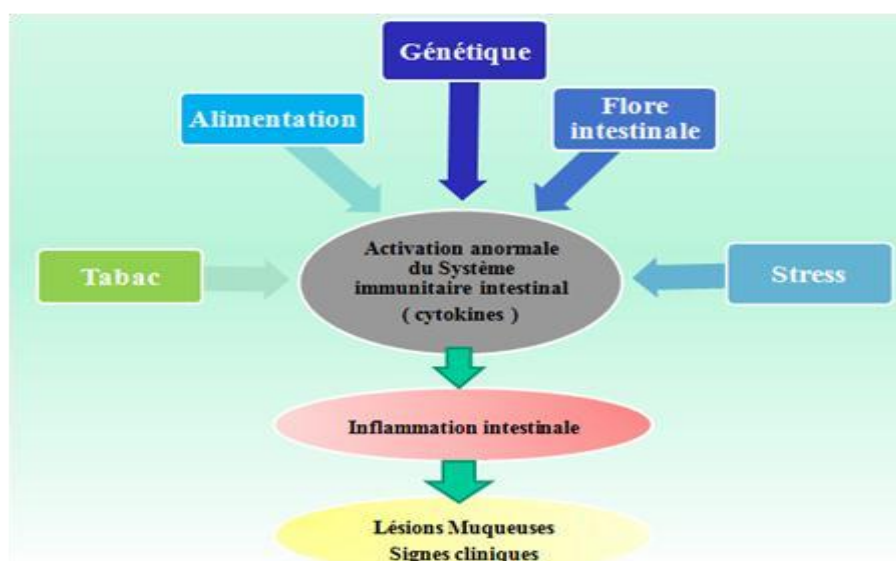 Génétique
Alimentation
Flore
intestinale
Tabac
Activation anormale
du Système
immunitaire intestinal
( cytokines )
Stress
Inflammation intestinale
Lésions Muqueuses
Signes cliniques